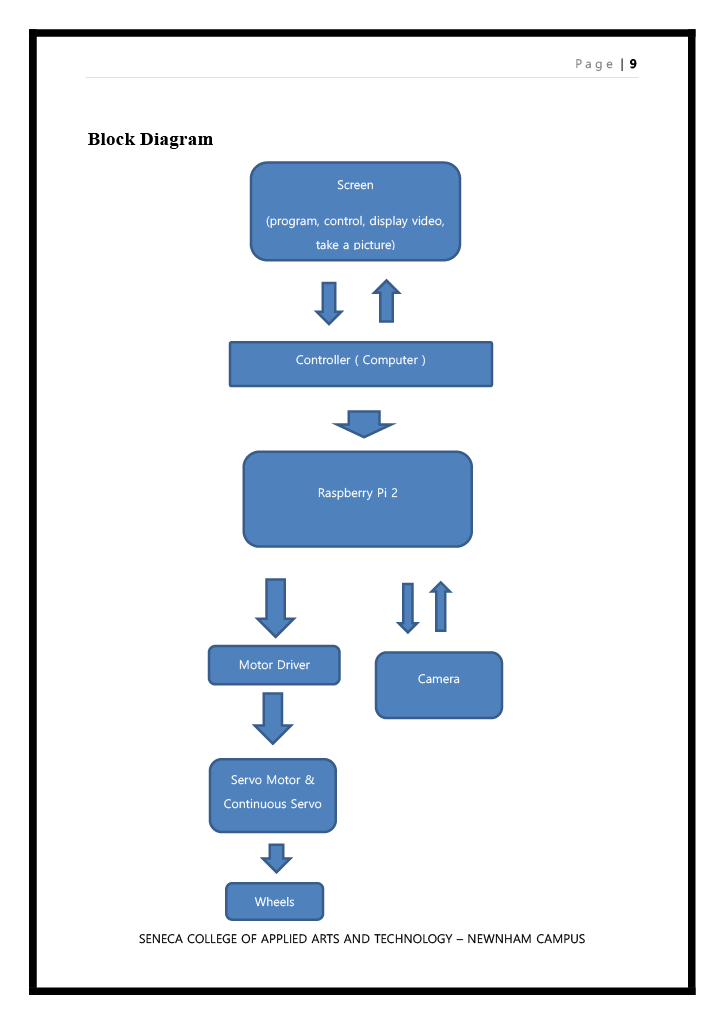 Page | 9
Block Diagram
Screen
(program, control, display video,
take a picture)
Controller ( Computer )
Raspberry Pi 2
Motor Driver
Camera
Servo Motor &
Continuous Servo
Wheels
SENECA COLLEGE OF APPLIED ARTS AND TECHNOLOGY – NEWNHAM CAMPUS